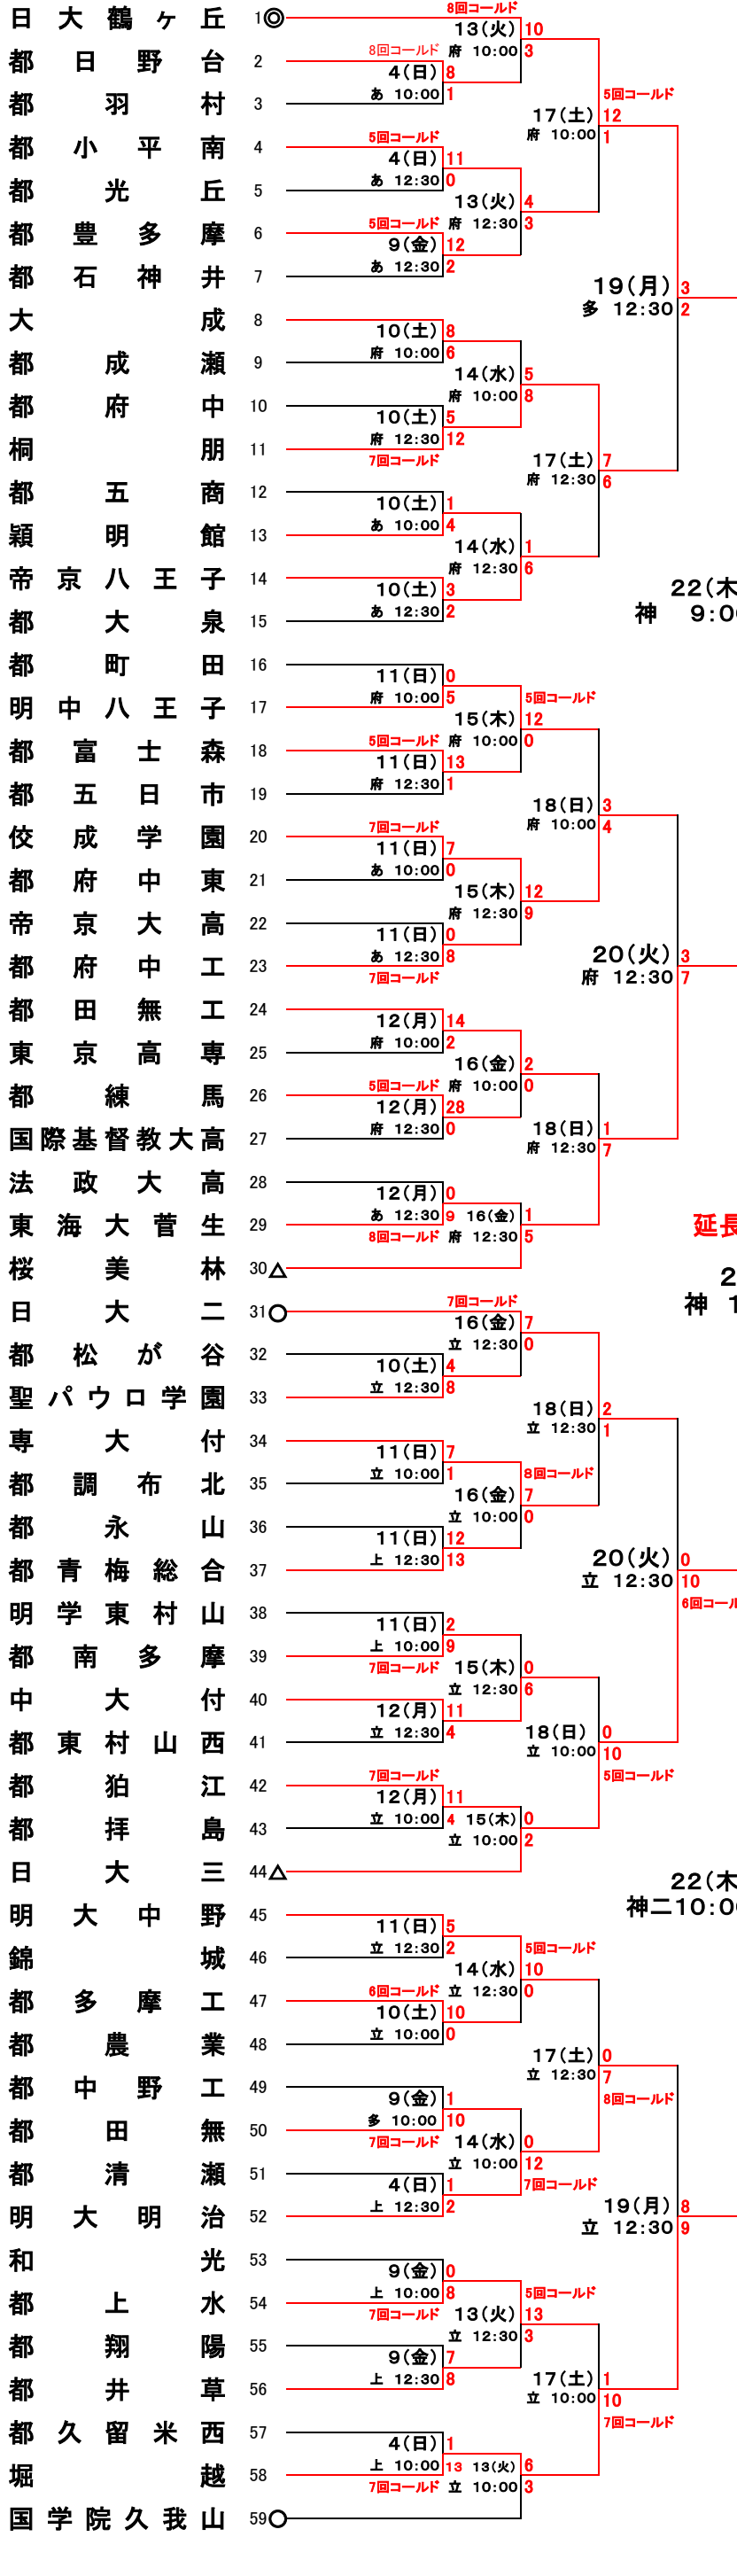 8回コールド
日大鶴ヶ丘 1◎ 13(火) 10
都日野台 2 8回コールド 府 10:00 3
4(日) 8
都羽村 3 あ 10:00 1
5回コールド
17(土) 12
都小平南 4 5回コールド 府 10:00 1
4(日) 11
都光丘 5 あ 12:30 0
13(火) 4
都豊多摩 6 5回コールド 府 12:30 3
9(金) 12
都石神井 7 あ 12:30 2
19(月) 3
多 12:30 2
大成 8
10(土) 8
都成瀬 9 府 10:00 6
14(水) 5
府 10:00 8
都府中 10
10(土) 5
桐朋 11 府 12:30 12
7回コールド
17(土) 7
府 12:30 6
都五商 12
10(土) 1
穎明館 13 あ 10:00 4
14(水) 1
府 12:30 6
帝京八王子 14
10(土) 3
都大泉 15 あ 12:30 2
22(木
神 9:0
都町田 16
11(日) 0
明中八王子 17 府 10:00 5
5回コールド
15(木) 12
都富士森 18 5回コールド 府 10:00 0
11(日) 13
都五日市 19 府 12:30 1
18(日) 3
府 10:00 4
佼成学園 20 7回コールド
11(日) 7
都府中東 21 あ 10:00 0
15(木) 12
府 12:30 9
帝京大高 22
11(日) 0
都府中工 23 あ 12:30 8
7回コールド
20(火) 3
府 12:30 7
都田無工 24
12(月) 14
東京高専 25 府 10:00 2
16(金) 2
都練馬 26 5回コールド 府 10:00 0
12(月) 28
国際基督教大高 27 府 12:30 0
18(日) 1
府 12:30 7
法政大高 28
12(月) 0
東海大菅生 29 あ 12:30 9 16(金) 1
8回コールド 府 12:30 5
延長
桜美林 30△
2
神 1
日大二 31○ 7回コールド
16(金) 7
都松が谷 32 立 12:30 0
10(土) 4
聖パウロ学園 33 立 12:30 8
18(日) 2
立 12:30 1
専大付 34
11(日) 7
都調布北 35 立 10:00 1
8回コールド
16(金) 7
都永山 36 立 10:00 0
11(日) 12
都青梅総合 37 上 12:30 13
20(火) 0
立 12:30 10
6回コール
明学東村山 38
11(日) 2
都南多摩 39 上 10:00 9
7回コールド
15(木) 0
立 12:30 6
中大付 40
12(月) 11
都東村山西 41 立 12:30 4
18(日) 0
立 10:00 10
5回コールド
都狛江 42 7回コールド
12(月) 11
都拝島 43 立 10:00 4 15(木) 0
立 10:00 2
日大三 44△
22(木
神二10:0
明大中野 45
11(日) 5
錦城 46 立 12:30 2
5回コールド
14(水) 10
都多摩工 47 6回コールド 立 12:30 0
10(土) 10
都農業 48 立 10:00 0
17(土) 0
立 12:30 7
8回コールド
都中野工 49
9(金) 1
都田無 50 多 10:00 10
7回コールド
14(水) 0
立 10:00 12
7回コールド
都清瀬 51
4(日) 1
明大明治 52 上 12:30 2
19(月) 8
立 12:30 9
和光 53
9(金) 0
都上水 54 上 10:00 8
7回コールド
5回コールド
13(火) 13
立 12:30 3
都翔陽 55
9(金) 7
都井草 56 上 12:30 8
17(土) 1
立 10:00 10
7回コールド
都久留米西 57
4(日) 1
堀越 58 上 10:00 13 13(火) 6
7回コールド 立 10:00 3
国学院久我山 59○